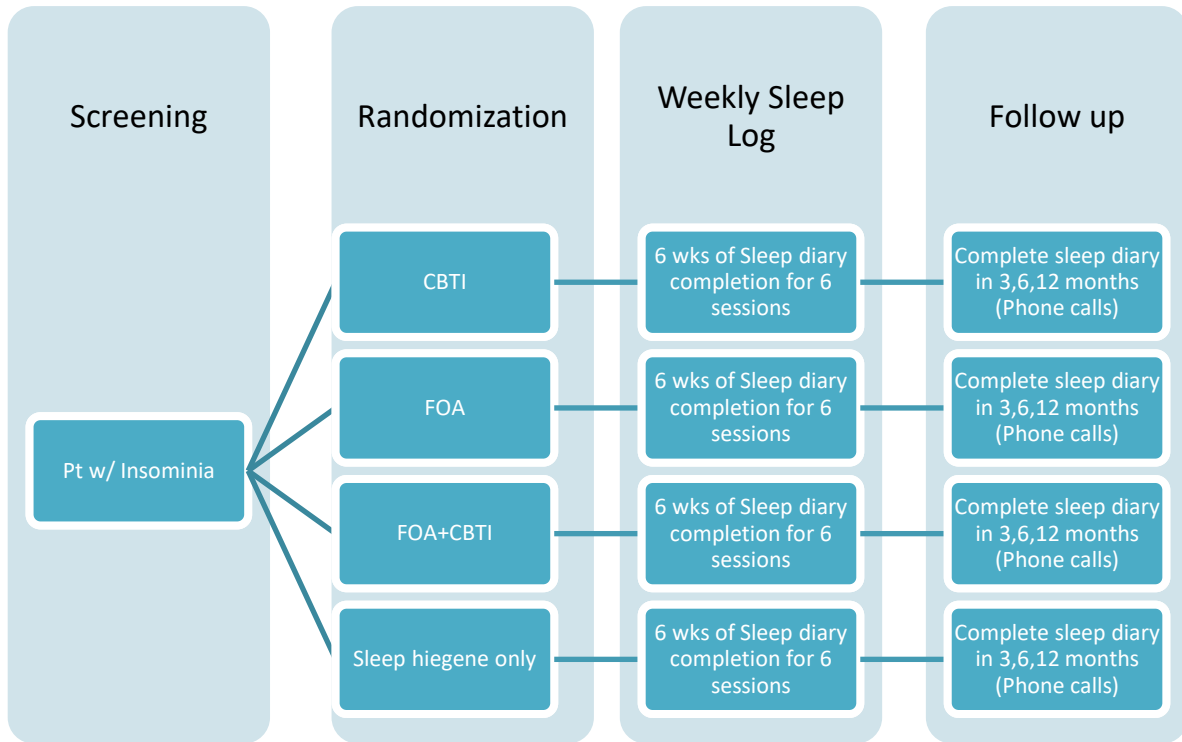 Screening
Randomization
Weekly Sleep
Log
Follow up
Pt w/ Insominia
CBTI
6 wks of Sleep diary
completion for 6
sessions
Complete sleep diary
in 3,6,12 months
(Phone calls)
FOA
6 wks of Sleep diary
completion for 6
sessions
Complete sleep diary
in 3,6,12 months
(Phone calls)
FOA+CBTI
6 wks of Sleep diary
completion for 6
sessions
Complete sleep diary
in 3,6,12 months
(Phone calls)
Sleep hiegene only
6 wks of Sleep diary
completion for 6
sessions
Complete sleep diary
in 3,6,12 months
(Phone calls)